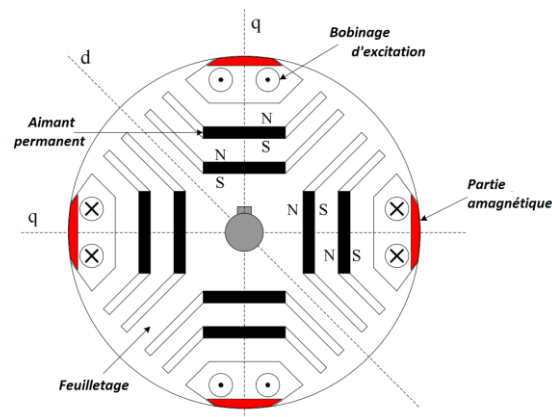 q
Bobinage
d'excitation
d
Aimant
permanent
N
S
N
S
Partie
amagnétique
N S
q
N S
Feuilletage